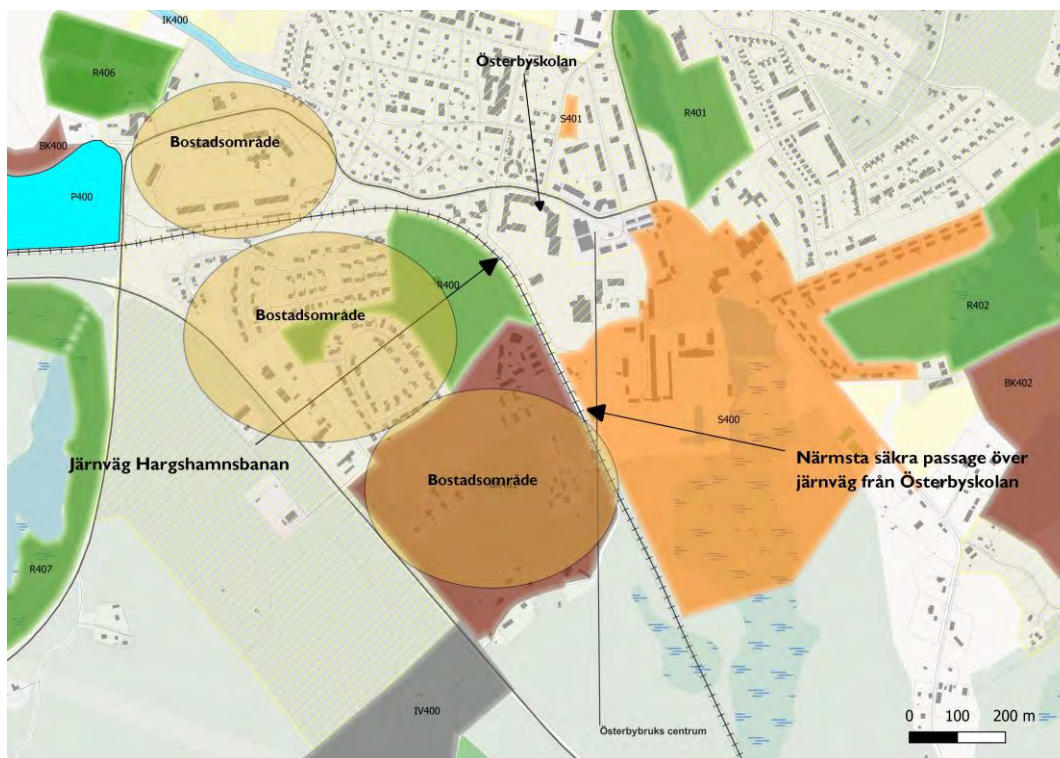 IK400
R406
Österbyskolan
S401
R401
Bostadsområde
BK400
P400
R400
Bostadsområde
R402
BK402
S400
Järnväg Hargshamnsbanan
Närmsta säkra passage över
järnväg från Österbyskolan
Bostadsområde
R407
IV400
Österbybruks centrum
0 100 200 m